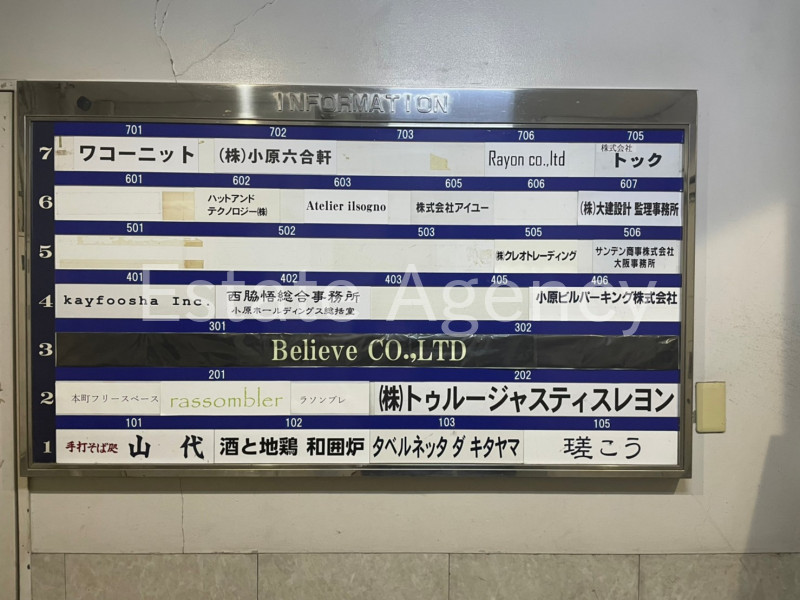 INFORMATION
701 702 703 706 705
7 ワコーニット (株)小原六合軒 Rayon co.,ltd 株式会社 トック
601 602 603 605 606 607
6 ハットアンド テクノロジー㈱ Atelier ilsogno 株式会社アイユー (株)大建設計 監理事務所
501 502 503 505 506
5 ㈱クレオトレーディング サンテン商事株式会社 大阪事務所
401 402 403 405 406
4 kayfoosha Inc. 西脇悟総合事務所 小原ホールディングス総括室 小原ビルパーキング株式会社
301 302
3 Believe CO.,LTD
201 202
2 本町フリースペース rassombler ラソンブレ (株)トゥルージャスティスレヨン
101 102 103 105
1 手打そば処 山代 酒と地鶏 和囲炉 タベルネッタ ダ キタヤマ 瑳こう
Estate Agency